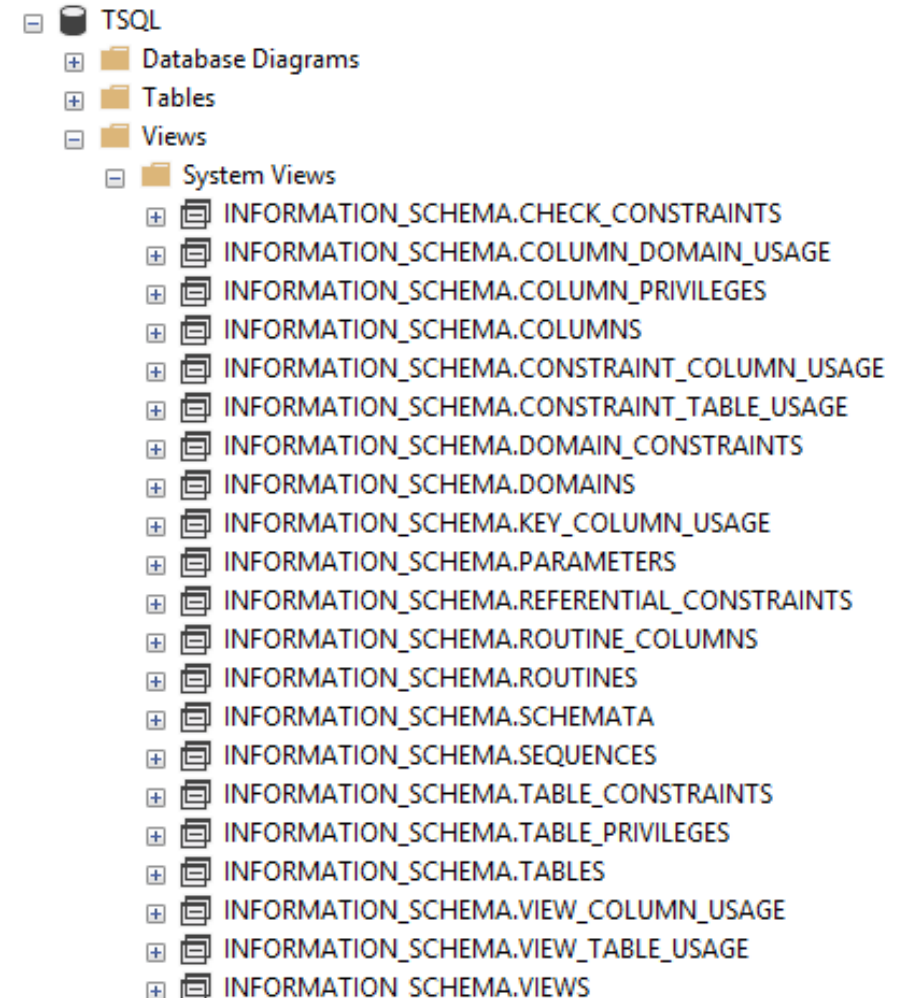 TSQL
Database Diagrams
Tables
Views
System Views
INFORMATION_SCHEMA.CHECK_CONSTRAINTS
INFORMATION_SCHEMA.COLUMN_DOMAIN_USAGE
INFORMATION_SCHEMA.COLUMN_PRIVILEGES
INFORMATION_SCHEMA.COLUMNS
INFORMATION_SCHEMA.CONSTRAINT_COLUMN_USAGE
INFORMATION_SCHEMA.CONSTRAINT_TABLE_USAGE
INFORMATION_SCHEMA.DOMAIN_CONSTRAINTS
INFORMATION_SCHEMA.DOMAINS
INFORMATION_SCHEMA.KEY_COLUMN_USAGE
INFORMATION_SCHEMA.PARAMETERS
INFORMATION_SCHEMA.REFERENTIAL_CONSTRAINTS
INFORMATION_SCHEMA.ROUTINE_COLUMNS
INFORMATION_SCHEMA.ROUTINES
INFORMATION_SCHEMA.SCHEMATA
INFORMATION_SCHEMA.SEQUENCES
INFORMATION_SCHEMA.TABLE_CONSTRAINTS
INFORMATION_SCHEMA.TABLE_PRIVILEGES
INFORMATION_SCHEMA.TABLES
INFORMATION_SCHEMA.VIEW_COLUMN_USAGE
INFORMATION_SCHEMA.VIEW_TABLE_USAGE
INFORMATION_SCHEMA.VIEWS